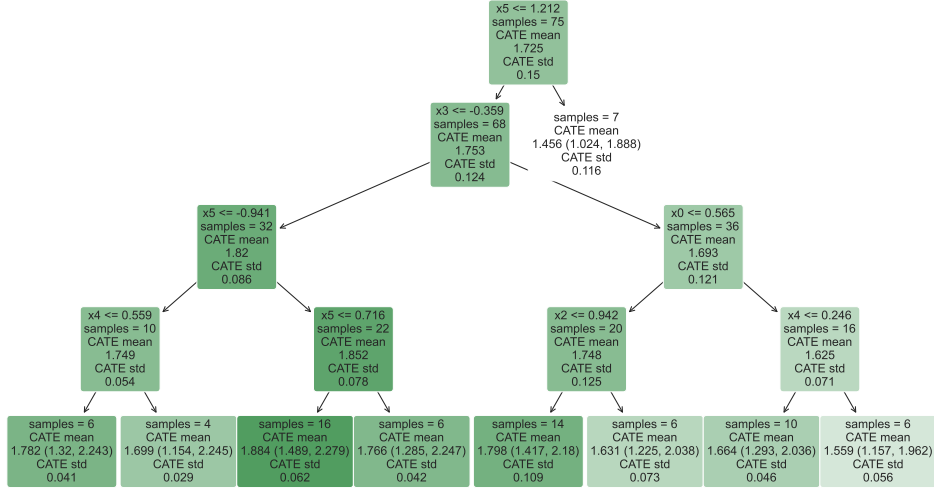 x5 <= 1.212
samples = 75
CATE mean
1.725
CATE std
0.15
x3 <= -0.359
samples = 68
CATE mean
1.753
CATE std
0.124
samples = 7
CATE mean
1.456 (1.024, 1.888)
CATE std
0.116
x5 <= -0.941
samples = 32
CATE mean
1.82
CATE std
0.086
x0 <= 0.565
samples = 36
CATE mean
1.693
CATE std
0.121
x4 <= 0.559
samples = 10
CATE mean
1.749
CATE std
0.054
x5 <= 0.716
samples = 22
CATE mean
1.852
CATE std
0.078
x2 <= 0.942
samples = 20
CATE mean
1.748
CATE std
0.125
x4 <= 0.246
samples = 16
CATE mean
1.625
CATE std
0.071
samples = 6
CATE mean
1.782 (1.32, 2.243)
CATE std
0.041
samples = 4
CATE mean
1.699 (1.154, 2.245)
CATE std
0.029
samples = 16
CATE mean
1.884 (1.489, 2.279)
CATE std
0.062
samples = 6
CATE mean
1.766 (1.285, 2.247)
CATE std
0.042
samples = 14
CATE mean
1.798 (1.417, 2.18)
CATE std
0.109
samples = 6
CATE mean
1.631 (1.225, 2.038)
CATE std
0.073
samples = 10
CATE mean
1.664 (1.293, 2.036)
CATE std
0.046
samples = 6
CATE mean
1.559 (1.157, 1.962)
CATE std
0.056